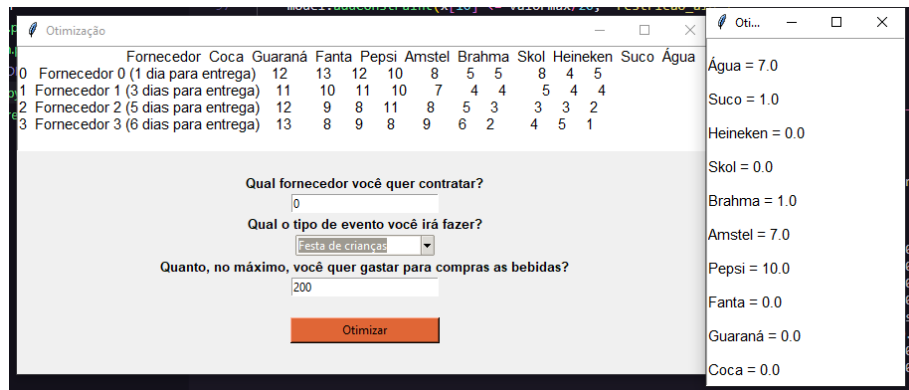 Otimização
Fornecedor Coca Guaraná Fanta Pepsi Amstel Brahma Skol Heineken Suco Água
0 Fornecedor 0 (1 dia para entrega) 12 13 12 10 8 5 5 8 4 5
1 Fornecedor 1 (3 dias para entrega) 11 10 11 10 7 4 4 5 4 4
2 Fornecedor 2 (5 dias para entrega) 12 9 8 11 8 5 3 3 3 2
3 Fornecedor 3 (6 dias para entrega) 13 8 9 8 9 6 2 4 5 1
Qual fornecedor você quer contratar?
0
Qual o tipo de evento você irá fazer?
Festa de crianças
Quanto, no máximo, você quer gastar para compras as bebidas?
200
Otimizar
Oti...
Água = 7.0
Suco = 1.0
Heineken = 0.0
Skol = 0.0
Brahma = 1.0
Amstel = 7.0
Pepsi = 10.0
Fanta = 0.0
Guaraná = 0.0
Coca = 0.0